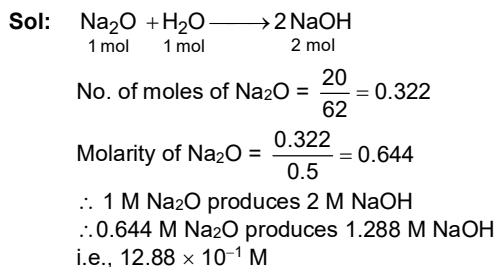 Sol: Na₂O + H₂O ⟶ 2 NaOH
1 mol 1 mol 2 mol
No. of moles of Na₂O = 20/62 = 0.322
Molarity of Na₂O = 0.322/0.5 = 0.644
∴ 1 M Na₂O produces 2 M NaOH
∴0.644 M Na₂O produces 1.288 M NaOH
i.e., 12.88 × 10⁻¹ M